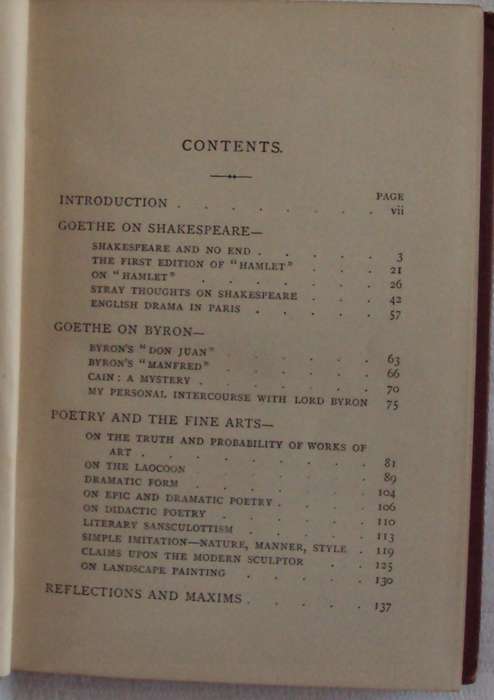 CONTENTS.
PAGE
INTRODUCTION . . . . . . . . vii
GOETHE ON SHAKESPEARE—
SHAKESPEARE AND NO END . . . . . 3
THE FIRST EDITION OF "HAMLET" . . . 21
ON "HAMLET" . . . . . . . 26
STRAY THOUGHTS ON SHAKESPEARE . . . 42
ENGLISH DRAMA IN PARIS . . . . . 57
GOETHE ON BYRON—
BYRON'S "DON JUAN" . . . . . . 63
BYRON'S "MANFRED" . . . . . . 66
CAIN: A MYSTERY . . . . . . 70
MY PERSONAL INTERCOURSE WITH LORD BYRON 75
POETRY AND THE FINE ARTS—
ON THE TRUTH AND PROBABILITY OF WORKS OF
ART . . . . . . . . 81
ON THE LAOCOON . . . . . . 89
DRAMATIC FORM . . . . . . . 104
ON EPIC AND DRAMATIC POETRY . . . . 106
ON DIDACTIC POETRY . . . . . . 110
LITERARY SANSCULOTTISM . . . . . 113
SIMPLE IMITATION—NATURE, MANNER, STYLE . 119
CLAIMS UPON THE MODERN SCULPTOR . . 125
ON LANDSCAPE PAINTING . . . . . 130
REFLECTIONS AND MAXIMS . . . . . 137